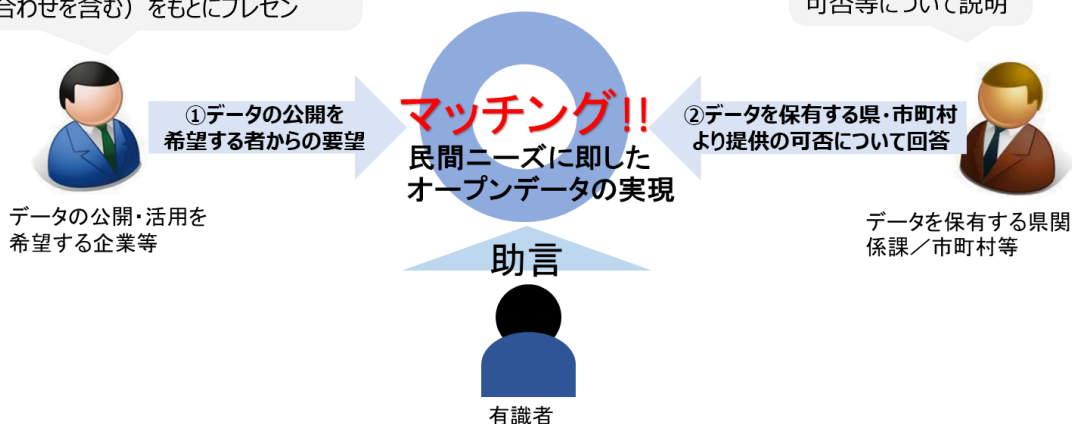 合わせを含む）をもとにプレゼン
可否等について説明
①データの公開を
希望する者からの要望
マッチング!!
民間ニーズに即した
オープンデータの実現
②データを保有する県・市町村
より提供の可否について回答
データの公開・活用を
希望する企業等
データを保有する県関
係課／市町村等
助言
有識者